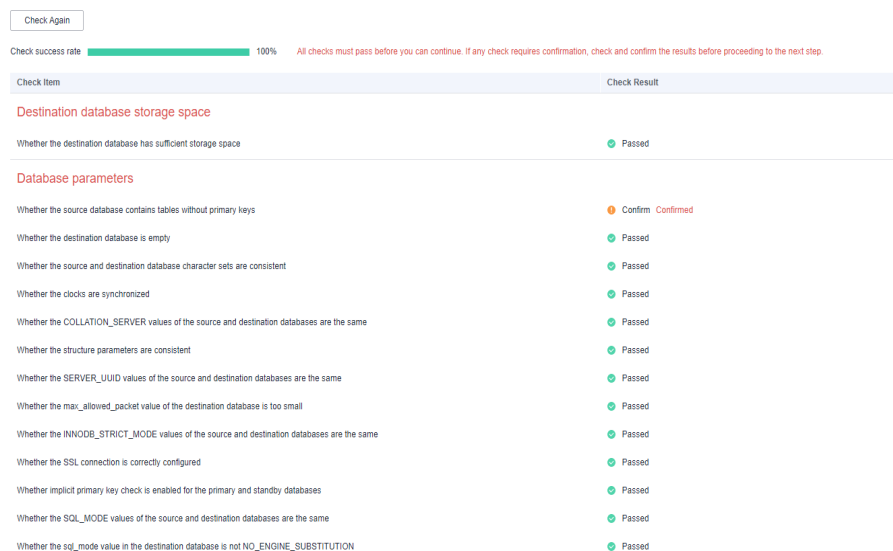 Check Again
Check success rate 100% All checks must pass before you can continue. If any check requires confirmation, check and confirm the results before proceeding to the next step.
Check Item Check Result
Destination database storage space
Whether the destination database has sufficient storage space Passed
Database parameters
Whether the source database contains tables without primary keys Confirm Confirmed
Whether the destination database is empty Passed
Whether the source and destination database character sets are consistent Passed
Whether the clocks are synchronized Passed
Whether the COLLATION_SERVER values of the source and destination databases are the same Passed
Whether the structure parameters are consistent Passed
Whether the SERVER_UUID values of the source and destination databases are the same Passed
Whether the max_allowed_packet value of the destination database is too small Passed
Whether the INNODB_STRICT_MODE values of the source and destination databases are the same Passed
Whether the SSL connection is correctly configured Passed
Whether implicit primary key check is enabled for the primary and standby databases Passed
Whether the SQL_MODE values of the source and destination databases are the same Passed
Whether the sql_mode value in the destination database is not NO_ENGINE_SUBSTITUTION Passed